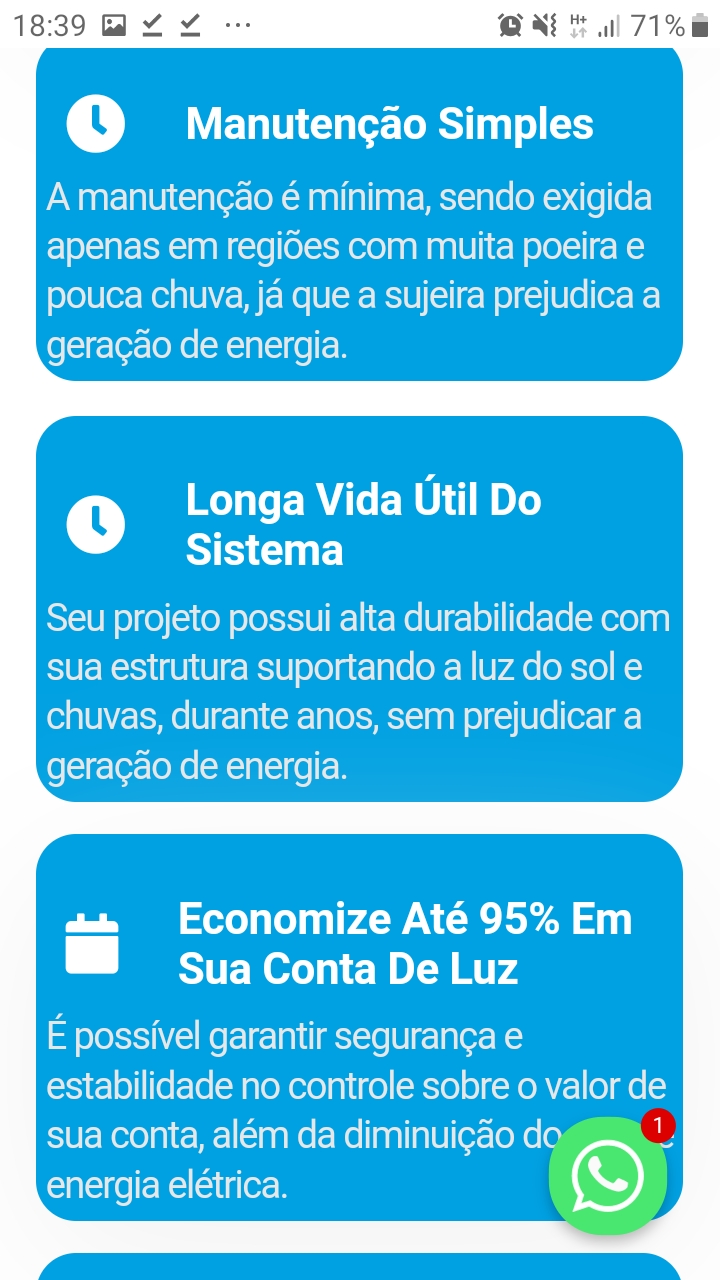 18:39
H+
71%
Manutenção Simples
A manutenção é mínima, sendo exigida
apenas em regiões com muita poeira e
pouca chuva, já que a sujeira prejudica a
geração de energia.
Longa Vida Útil Do
Sistema
Seu projeto possui alta durabilidade com
sua estrutura suportando a luz do sol e
chuvas, durante anos, sem prejudicar a
geração de energia.
Economize Até 95% Em
Sua Conta De Luz
É possível garantir segurança e
estabilidade no controle sobre o valor de
sua conta, além da diminuição do
energia elétrica.
1